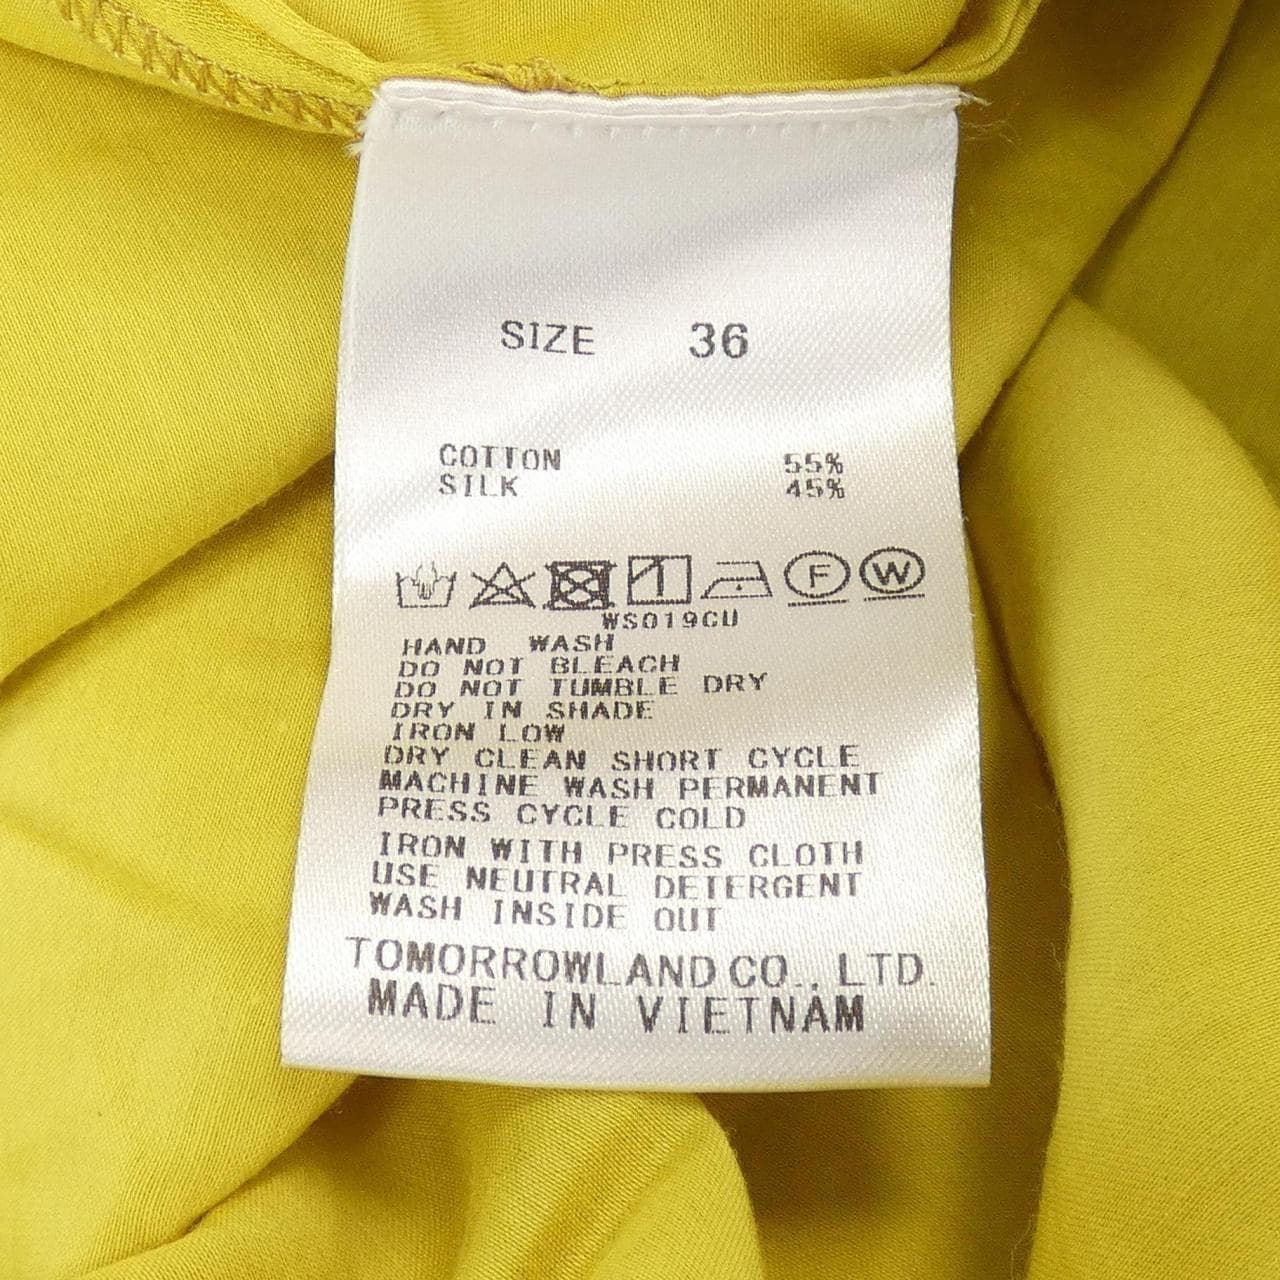 SIZE 36
COTTON 55%
SILK 45%
F W
WS019CU
HAND WASH
DO NOT BLEACH
DO NOT TUMBLE DRY
DRY IN SHADE
IRON LOW
DRY CLEAN SHORT CYCLE
MACHINE WASH PERMANENT
PRESS CYCLE COLD
IRON WITH PRESS CLOTH
USE NEUTRAL DETERGENT
WASH INSIDE OUT
TOMORROWLAND CO., LTD.
MADE IN VIETNAM